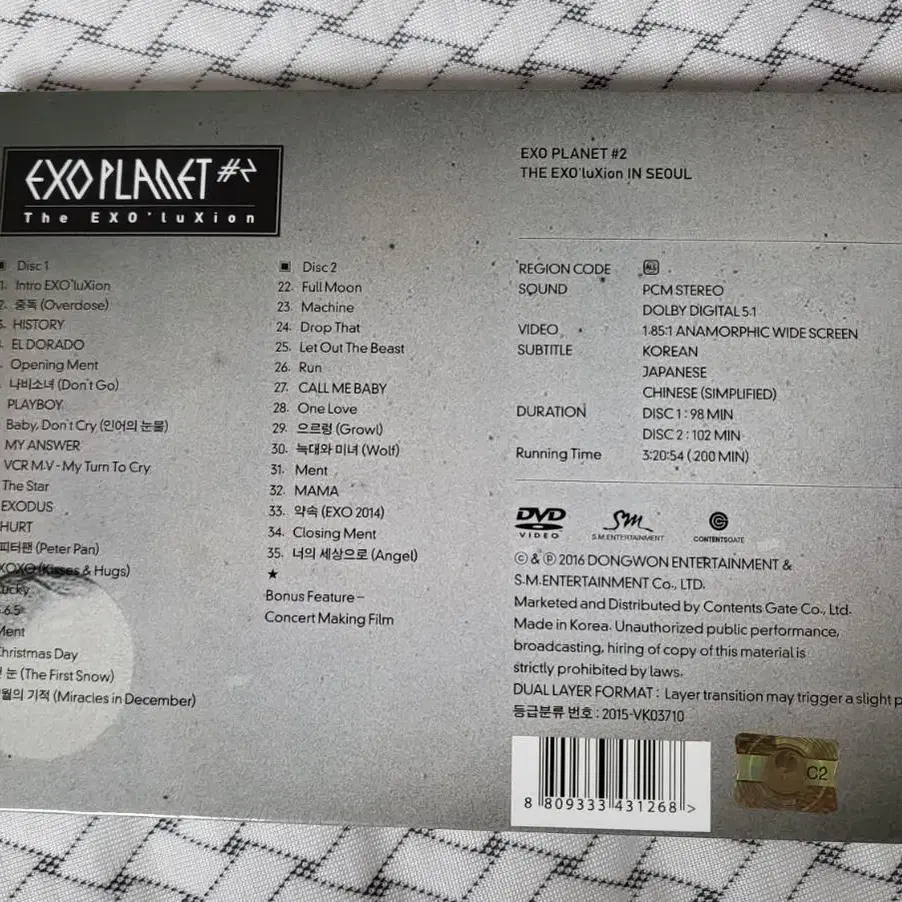 EXO PLANET #2
The EXO'luXion
Disc 1
1. Intro EXO'luXion
2. 중독 (Overdose)
3. HISTORY
EL DORADO
Opening Ment
나비소녀 (Don't Go)
PLAYBOY
Baby, Don't Cry (인어의 눈물)
MY ANSWER
VCR M.V - My Turn To Cry
The Star
EXODUS
HURT
피터팬 (Peter Pan)
XOXO (Kisses & Hugs)
Lucky
6.5
Ment
Christmas Day
눈 (The First Snow)
월의 기적 (Miracles in December)
Disc 2
22. Full Moon
23. Machine
24. Drop That
25. Let Out The Beast
26. Run
27. CALL ME BABY
28. One Love
29. 으르렁 (Growl)
30. 늑대와 미녀 (Wolf)
31. Ment
32. MAMA
33. 약속 (EXO 2014)
34. Closing Ment
35. 너의 세상으로 (Angel)
★
Bonus Feature –
Concert Making Film
EXO PLANET #2
THE EXO'luXion IN SEOUL
REGION CODE ALL
SOUND PCM STEREO
DOLBY DIGITAL 5.1
VIDEO 1.85:1 ANAMORPHIC WIDE SCREEN
SUBTITLE KOREAN
JAPANESE
CHINESE (SIMPLIFIED)
DURATION DISC 1 : 98 MIN
DISC 2 : 102 MIN
Running Time 3:20:54 ( 200 MIN)
DVD VIDEO
SM S.M.ENTERTAINMENT
CONTENTSGATE
ⓒ & ⓟ 2016 DONGWON ENTERTAINMENT &
S.M.ENTERTAINMENT Co., LTD.
Marketed and Distributed by Contents Gate Co., Ltd.
Made in Korea. Unauthorized public performance,
broadcasting, hiring of copy of this material is
strictly prohibited by laws.
DUAL LAYER FORMAT : Layer transition may trigger a slight p
등급분류 번호 : 2015-VK03710
8 809333 431268 >
C2